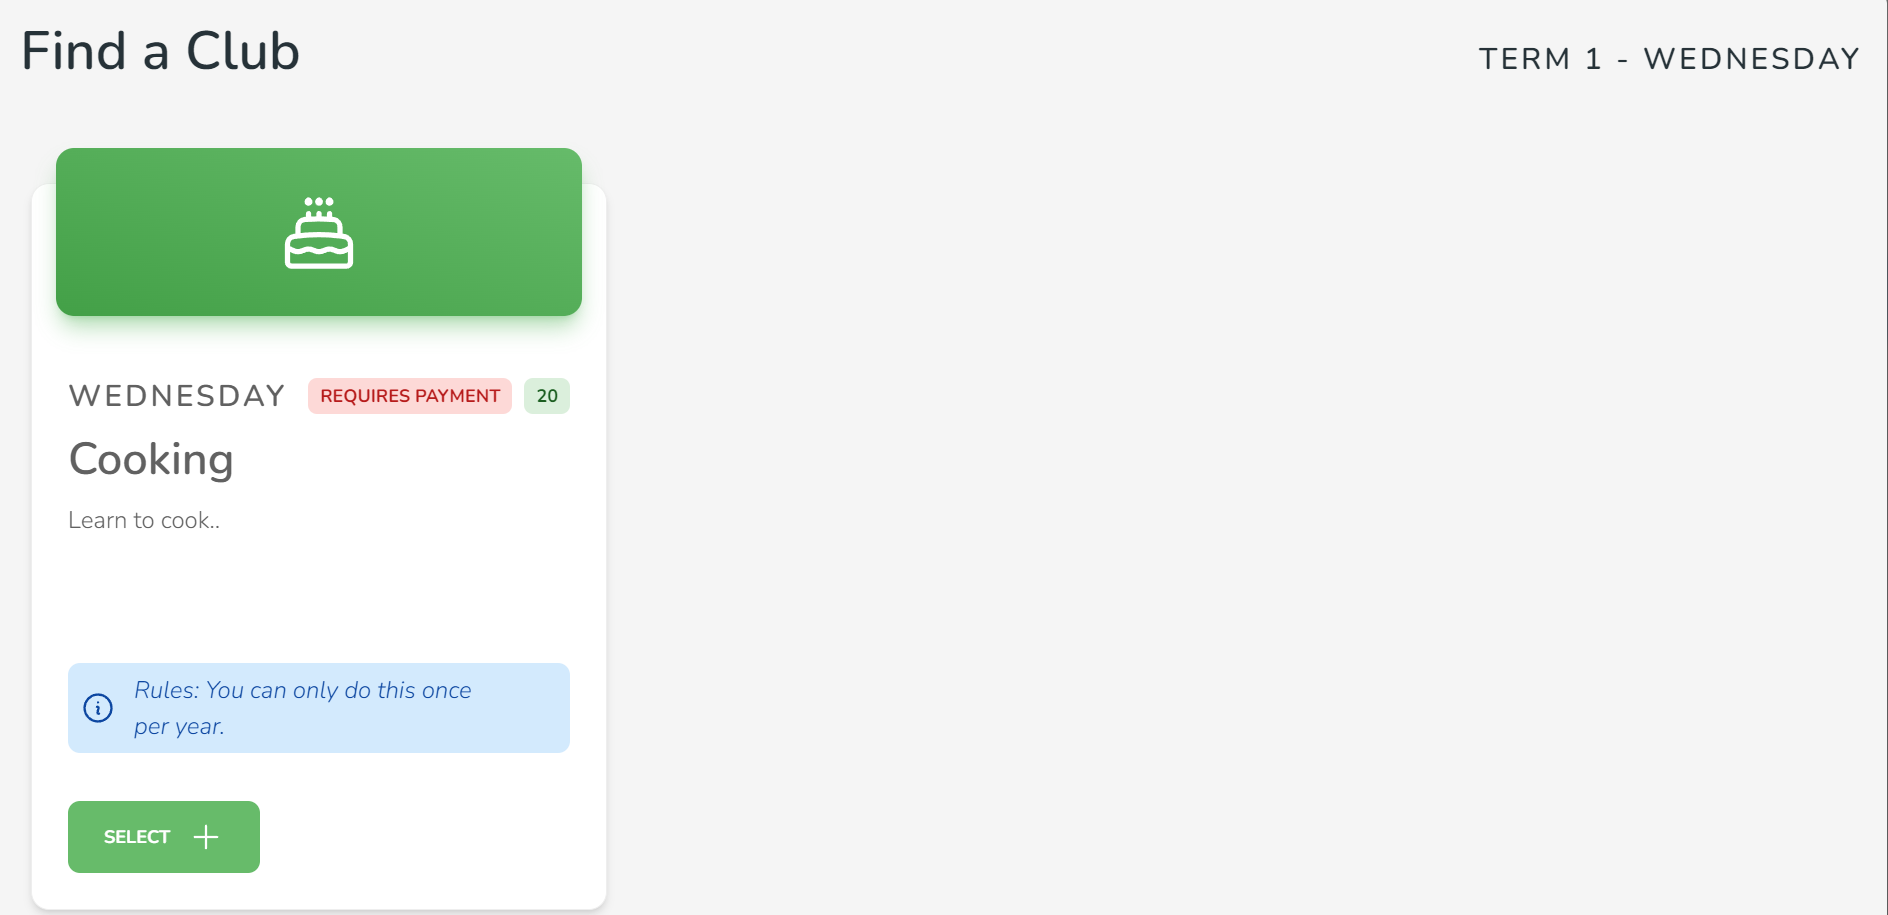 Find a Club
TERM 1 - WEDNESDAY
WEDNESDAY REQUIRES PAYMENT 20
Cooking
Learn to cook..
Rules: You can only do this once
per year.
SELECT